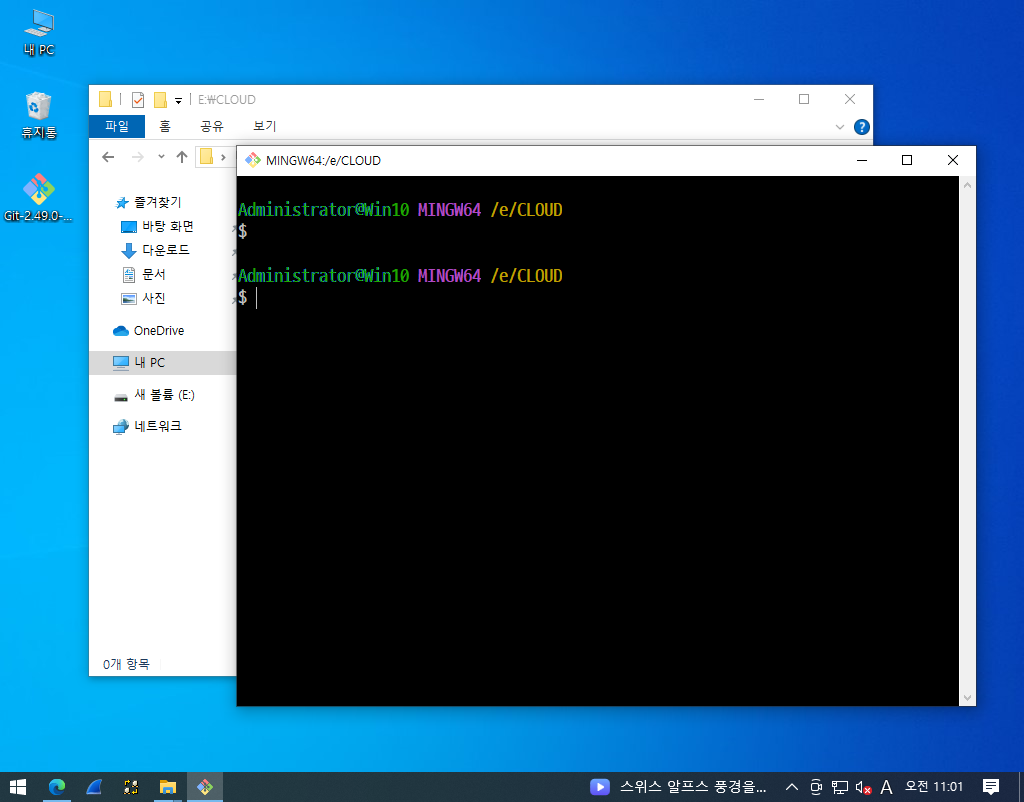 내 PC
휴지통
Git-2.49.0-...
E:\CLOUD
파일 홈 공유 보기
MINGW64:/e/CLOUD
즐겨찾기
바탕 화면
다운로드
문서
사진
OneDrive
내 PC
새 볼륨 (E:)
네트워크
0개 항목
Administrator@Win10 MINGW64 /e/CLOUD
$
Administrator@Win10 MINGW64 /e/CLOUD
$
스위스 알프스 풍경을... A 오전 11:01